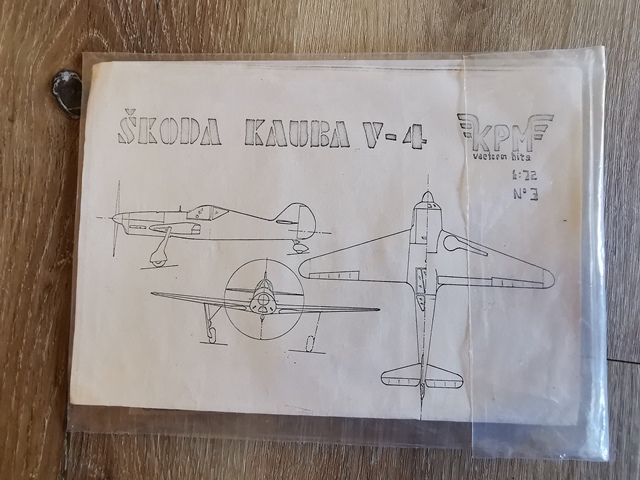 ŠKODA KAUBA V-4
KPM
vacuum kits
1:72
N° 3